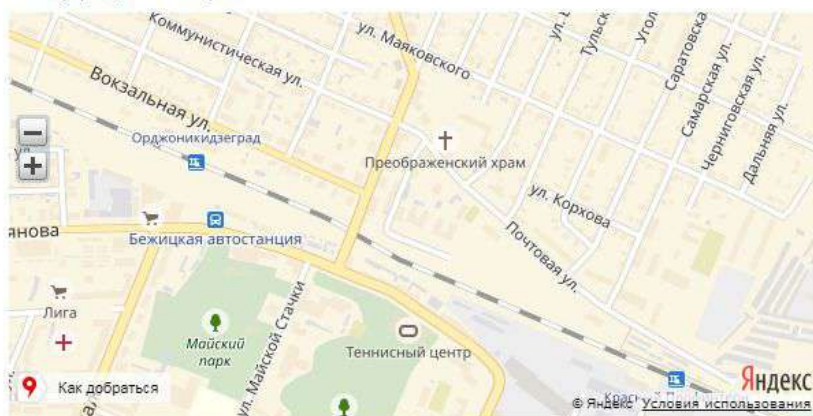 Коммунистическая ул.
ул. Маяковского
Тульск
Угол
Саратовская
Самарская ул.
Черниговская ул.
Дальняя ул.
Вокзальная ул.
Орджоникидзеград
Преображенский храм
ул. Корхова
Почтовая ул.
янова
Бежицкая автостанция
Лига
Майский
парк
ул. Майской Стачки
Теннисный центр
Как добраться
Яндекс
© Яндекс Условия использования